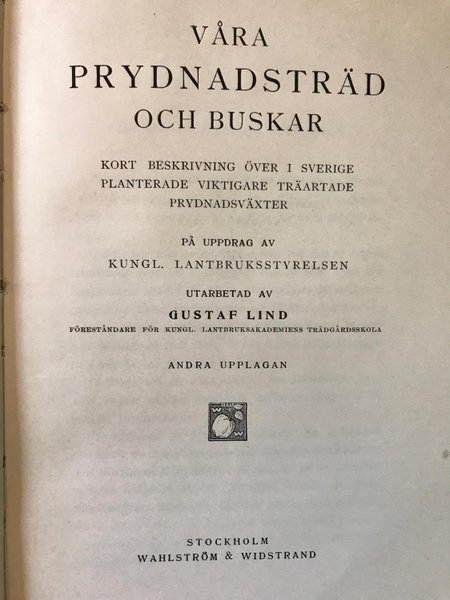 VÅRA
PRYDNADSTRÄD
OCH BUSKAR
KORT BESKRIVNING ÖVER I SVERIGE
PLANTERADE VIKTIGARE TRÄARTADE
PRYDNADSVÄXTER
PÅ UPPDRAG AV
KUNGL. LANTBRUKSSTYRELSEN
UTARBETAD AV
GUSTAF LIND
FÖRESTÅNDARE FÖR KUNGL. LANTBRUKSAKADEMIENS TRÄDGÅRDSSKOLA
ANDRA UPPLAGAN
W W
STOCKHOLM
WAHLSTRÖM & WIDSTRAND